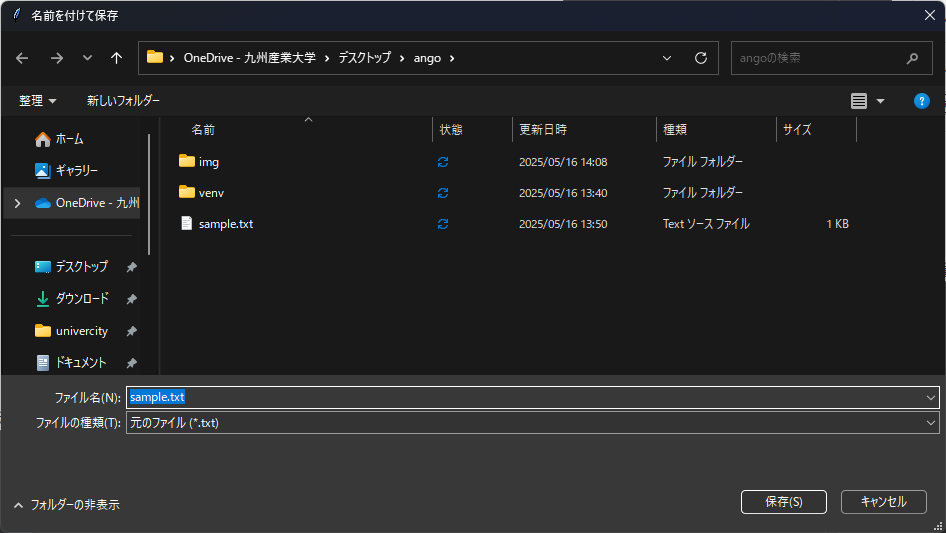 名前を付けて保存
OneDrive - 九州産業大学 デスクトップ ango angoの検索
整理 新しいフォルダー
名前 状態 更新日時 種類 サイズ
ホーム
ギャラリー
OneDrive - 九州
デスクトップ
ダウンロード
univercity
ドキュメント
img 2025/05/16 14:08 ファイル フォルダー
venv 2025/05/16 13:40 ファイル フォルダー
sample.txt 2025/05/16 13:50 Text ソース ファイル 1 KB
ファイル名(N): sample.txt
ファイルの種類(T): 元のファイル (*.txt)
フォルダーの非表示 保存(S) キャンセル